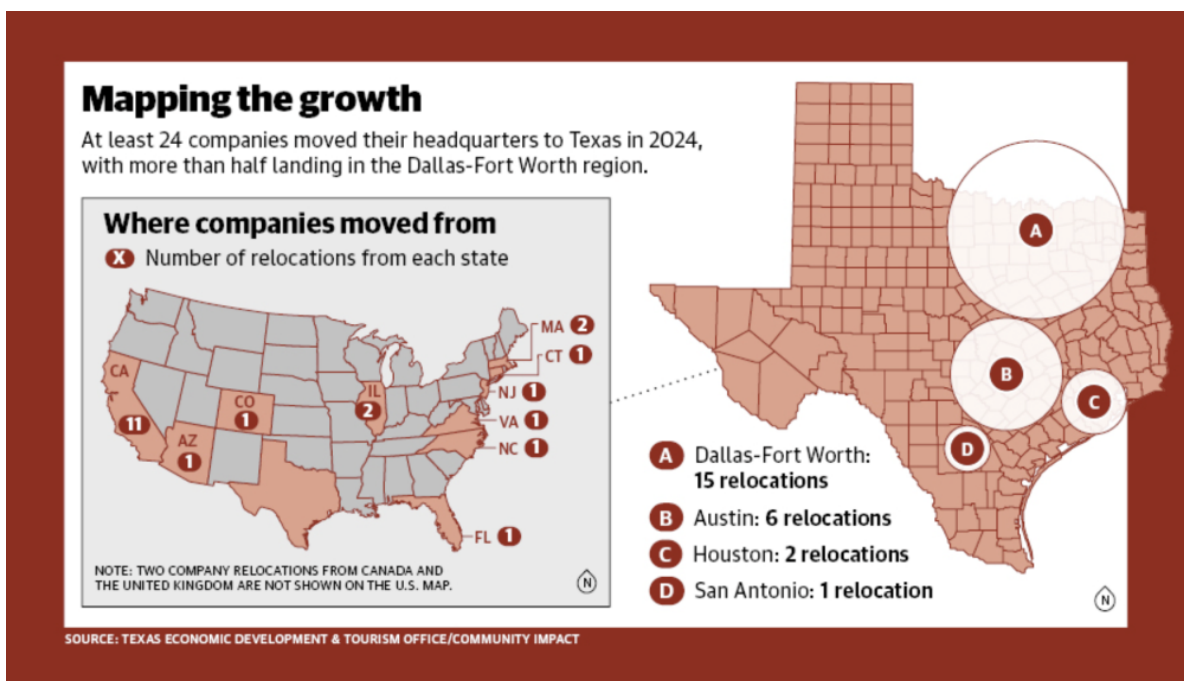 Mapping the growth
At least 24 companies moved their headquarters to Texas in 2024,
with more than half landing in the Dallas-Fort Worth region.
Where companies moved from
X Number of relocations from each state
MA 2
CT 1
NJ 1
VA 1
NC 1
FL 1
CA
11
AZ
1
CO
1
IL
2
NOTE: TWO COMPANY RELOCATIONS FROM CANADA AND
THE UNITED KINGDOM ARE NOT SHOWN ON THE U.S. MAP.
N
A
B
C
D
A Dallas-Fort Worth:
15 relocations
B Austin: 6 relocations
C Houston: 2 relocations
D San Antonio: 1 relocation
N
SOURCE: TEXAS ECONOMIC DEVELOPMENT & TOURISM OFFICE/COMMUNITY IMPACT